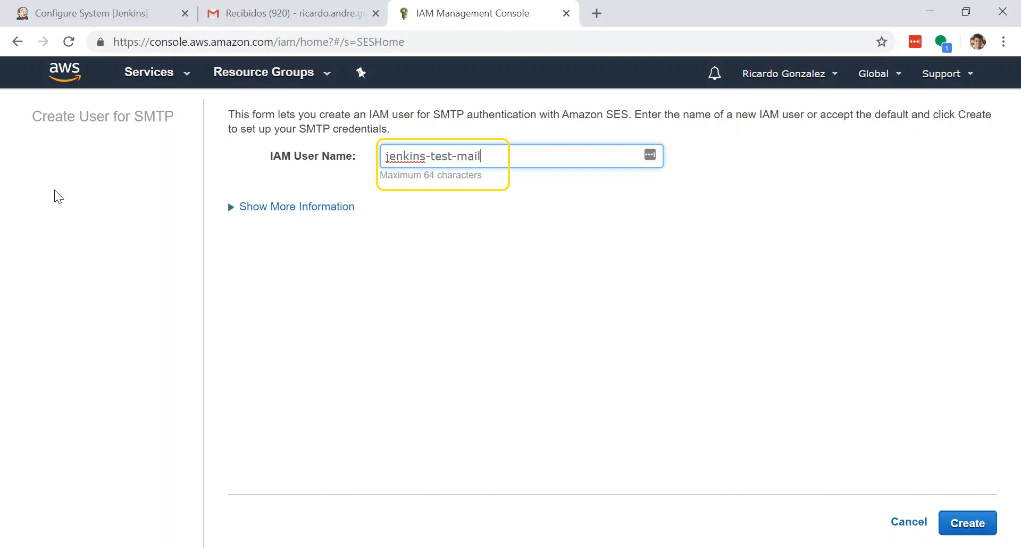 Configure System [Jenkins]
Recibidos (920) - ricardo.andre.g
IAM Management Console
https://console.aws.amazon.com/iam/home?#/s=SESHome
1
aws
Services
Resource Groups
Ricardo Gonzalez
Global
Support
Create User for SMTP
This form lets you create an IAM user for SMTP authentication with Amazon SES. Enter the name of a new IAM user or accept the default and click Create
to set up your SMTP credentials.
IAM User Name:
jenkins-test-mail
Maximum 64 characters
Show More Information
Cancel
Create